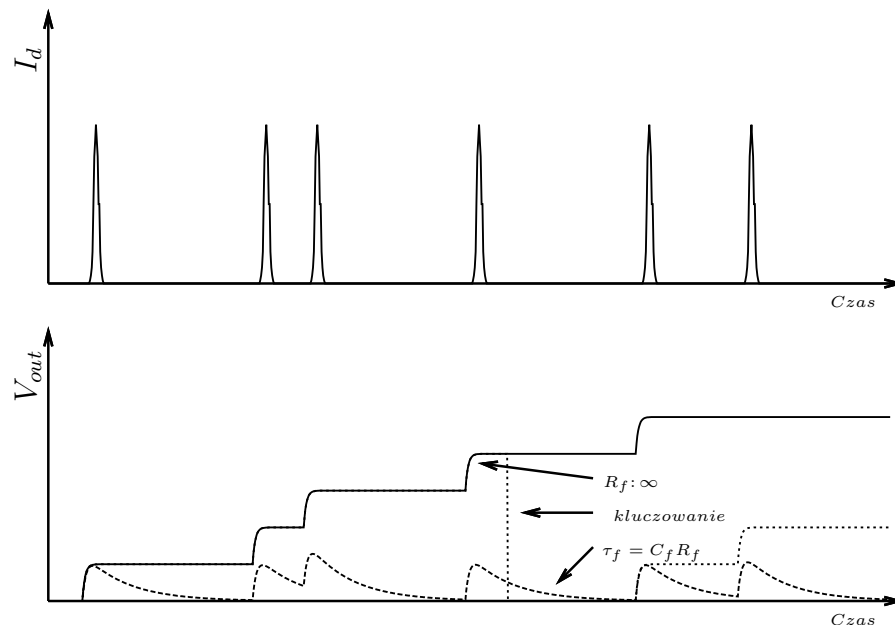 I_d
Czas
V_out
R_f: ∞
kluczowanie
τ_f = C_f R_f
Czas